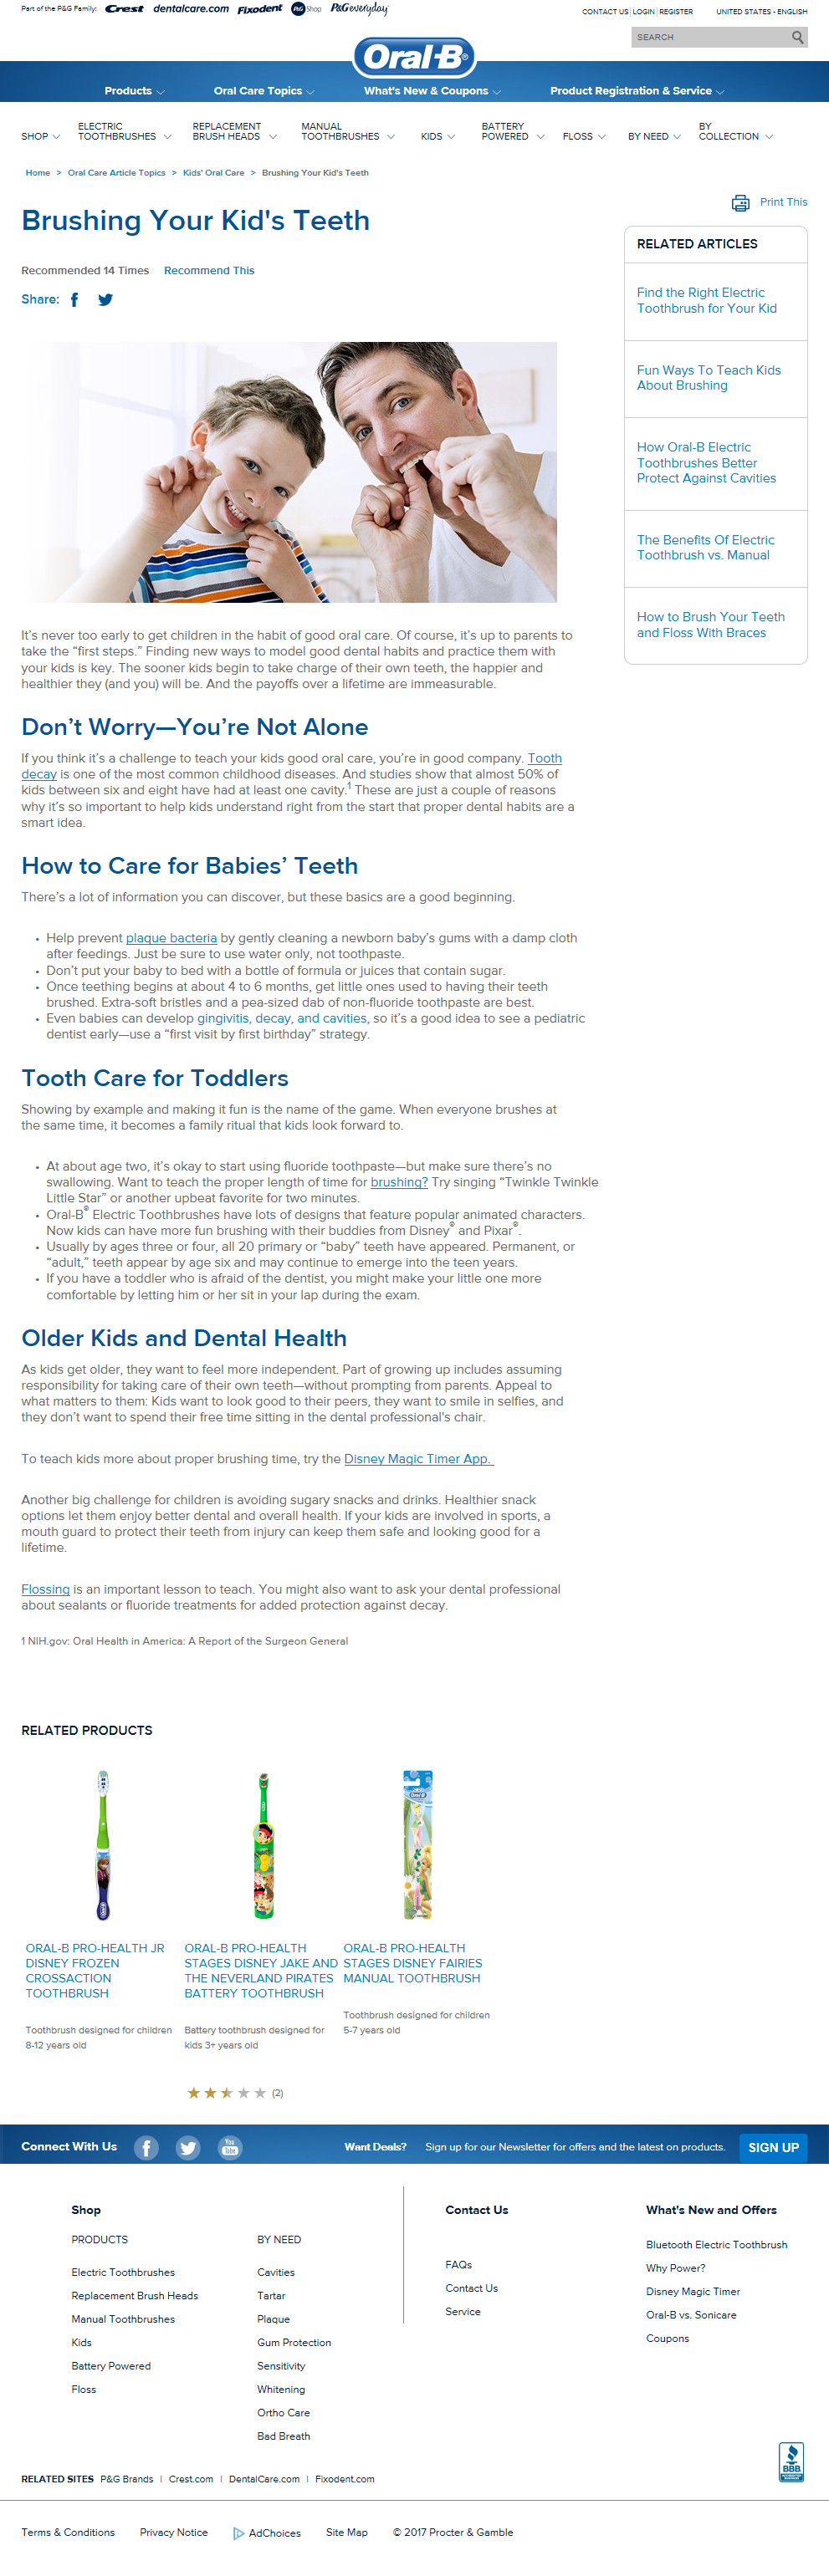 Part of the P&G Family: Crest dentalcare.com Fixodent P&G Shop P&Geveryday
CONTACT US | LOGIN | REGISTER UNITED STATES - ENGLISH
SEARCH
Oral-B®
Products Oral Care Topics What's New & Coupons Product Registration & Service
SHOP ELECTRIC TOOTHBRUSHES REPLACEMENT BRUSH HEADS MANUAL TOOTHBRUSHES KIDS BATTERY POWERED FLOSS BY NEED BY COLLECTION
Home > Oral Care Article Topics > Kids' Oral Care > Brushing Your Kid's Teeth
Print This
Brushing Your Kid's Teeth
Recommended 14 Times Recommend This
Share:
RELATED ARTICLES
Find the Right Electric
Toothbrush for Your Kid
Fun Ways To Teach Kids
About Brushing
How Oral-B Electric
Toothbrushes Better
Protect Against Cavities
The Benefits Of Electric
Toothbrush vs. Manual
How to Brush Your Teeth
and Floss With Braces
It's never too early to get children in the habit of good oral care. Of course, it's up to parents to
take the “first steps.” Finding new ways to model good dental habits and practice them with
your kids is key. The sooner kids begin to take charge of their own teeth, the happier and
healthier they (and you) will be. And the payoffs over a lifetime are immeasurable.
Don't Worry—You're Not Alone
If you think it's a challenge to teach your kids good oral care, you're in good company. Tooth
decay is one of the most common childhood diseases. And studies show that almost 50% of
kids between six and eight have had at least one cavity.1 These are just a couple of reasons
why it's so important to help kids understand right from the start that proper dental habits are a
smart idea.
How to Care for Babies' Teeth
There's a lot of information you can discover, but these basics are a good beginning.
• Help prevent plaque bacteria by gently cleaning a newborn baby's gums with a damp cloth
after feedings. Just be sure to use water only, not toothpaste.
• Don't put your baby to bed with a bottle of formula or juices that contain sugar.
• Once teething begins at about 4 to 6 months, get little ones used to having their teeth
brushed. Extra-soft bristles and a pea-sized dab of non-fluoride toothpaste are best.
• Even babies can develop gingivitis, decay, and cavities, so it's a good idea to see a pediatric
dentist early—use a “first visit by first birthday” strategy.
Tooth Care for Toddlers
Showing by example and making it fun is the name of the game. When everyone brushes at
the same time, it becomes a family ritual that kids look forward to.
• At about age two, it's okay to start using fluoride toothpaste—but make sure there's no
swallowing. Want to teach the proper length of time for brushing? Try singing “Twinkle Twinkle
Little Star” or another upbeat favorite for two minutes.
• Oral-B® Electric Toothbrushes have lots of designs that feature popular animated characters.
Now kids can have more fun brushing with their buddies from Disney® and Pixar®.
• Usually by ages three or four, all 20 primary or “baby” teeth have appeared. Permanent, or
“adult,” teeth appear by age six and may continue to emerge into the teen years.
• If you have a toddler who is afraid of the dentist, you might make your little one more
comfortable by letting him or her sit in your lap during the exam.
Older Kids and Dental Health
As kids get older, they want to feel more independent. Part of growing up includes assuming
responsibility for taking care of their own teeth—without prompting from parents. Appeal to
what matters to them: Kids want to look good to their peers, they want to smile in selfies, and
they don't want to spend their free time sitting in the dental professional's chair.
To teach kids more about proper brushing time, try the Disney Magic Timer App.
Another big challenge for children is avoiding sugary snacks and drinks. Healthier snack
options let them enjoy better dental and overall health. If your kids are involved in sports, a
mouth guard to protect their teeth from injury can keep them safe and looking good for a
lifetime.
Flossing is an important lesson to teach. You might also want to ask your dental professional
about sealants or fluoride treatments for added protection against decay.
1 NIH.gov: Oral Health in America: A Report of the Surgeon General
RELATED PRODUCTS
Oral-B
ORAL-B PRO-HEALTH JR
DISNEY FROZEN
CROSSACTION
TOOTHBRUSH
Toothbrush designed for children
8-12 years old
ORAL-B PRO-HEALTH
STAGES DISNEY JAKE AND
THE NEVERLAND PIRATES
BATTERY TOOTHBRUSH
Battery toothbrush designed for
kids 3+ years old
(2)
ORAL-B PRO-HEALTH
STAGES DISNEY FAIRIES
MANUAL TOOTHBRUSH
Toothbrush designed for children
5-7 years old
Connect With Us You Tube Want Deals? Sign up for our Newsletter for offers and the latest on products. SIGN UP
Shop
PRODUCTS
Electric Toothbrushes
Replacement Brush Heads
Manual Toothbrushes
Kids
Battery Powered
Floss
BY NEED
Cavities
Tartar
Plaque
Gum Protection
Sensitivity
Whitening
Ortho Care
Bad Breath
Contact Us
FAQs
Contact Us
Service
What's New and Offers
Bluetooth Electric Toothbrush
Why Power?
Disney Magic Timer
Oral-B vs. Sonicare
Coupons
BBB
RELATED SITES P&G Brands | Crest.com | DentalCare.com | Fixodent.com
Terms & Conditions Privacy Notice AdChoices Site Map © 2017 Procter & Gamble